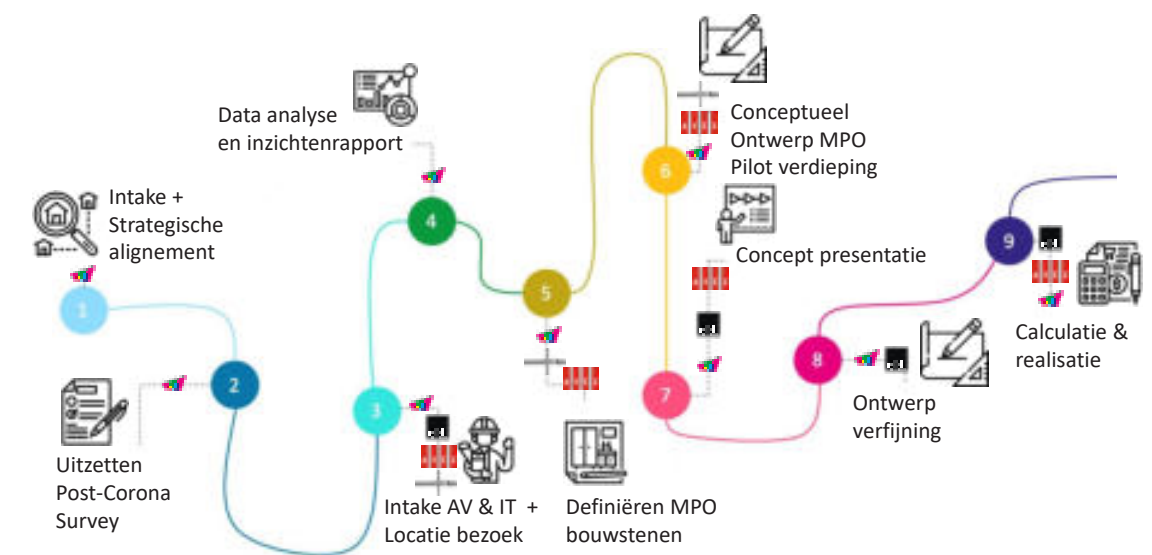 1
Intake +
Strategische
alignement
2
Uitzetten
Post-Corona
Survey
3
Intake AV & IT +
Locatie bezoek
4
Data analyse
en inzichtenrapport
5
Definiëren MPO
bouwstenen
6
Conceptueel
Ontwerp MPO
Pilot verdieping
7
Concept presentatie
8
Ontwerp
verfijning
9
Calculatie &
realisatie